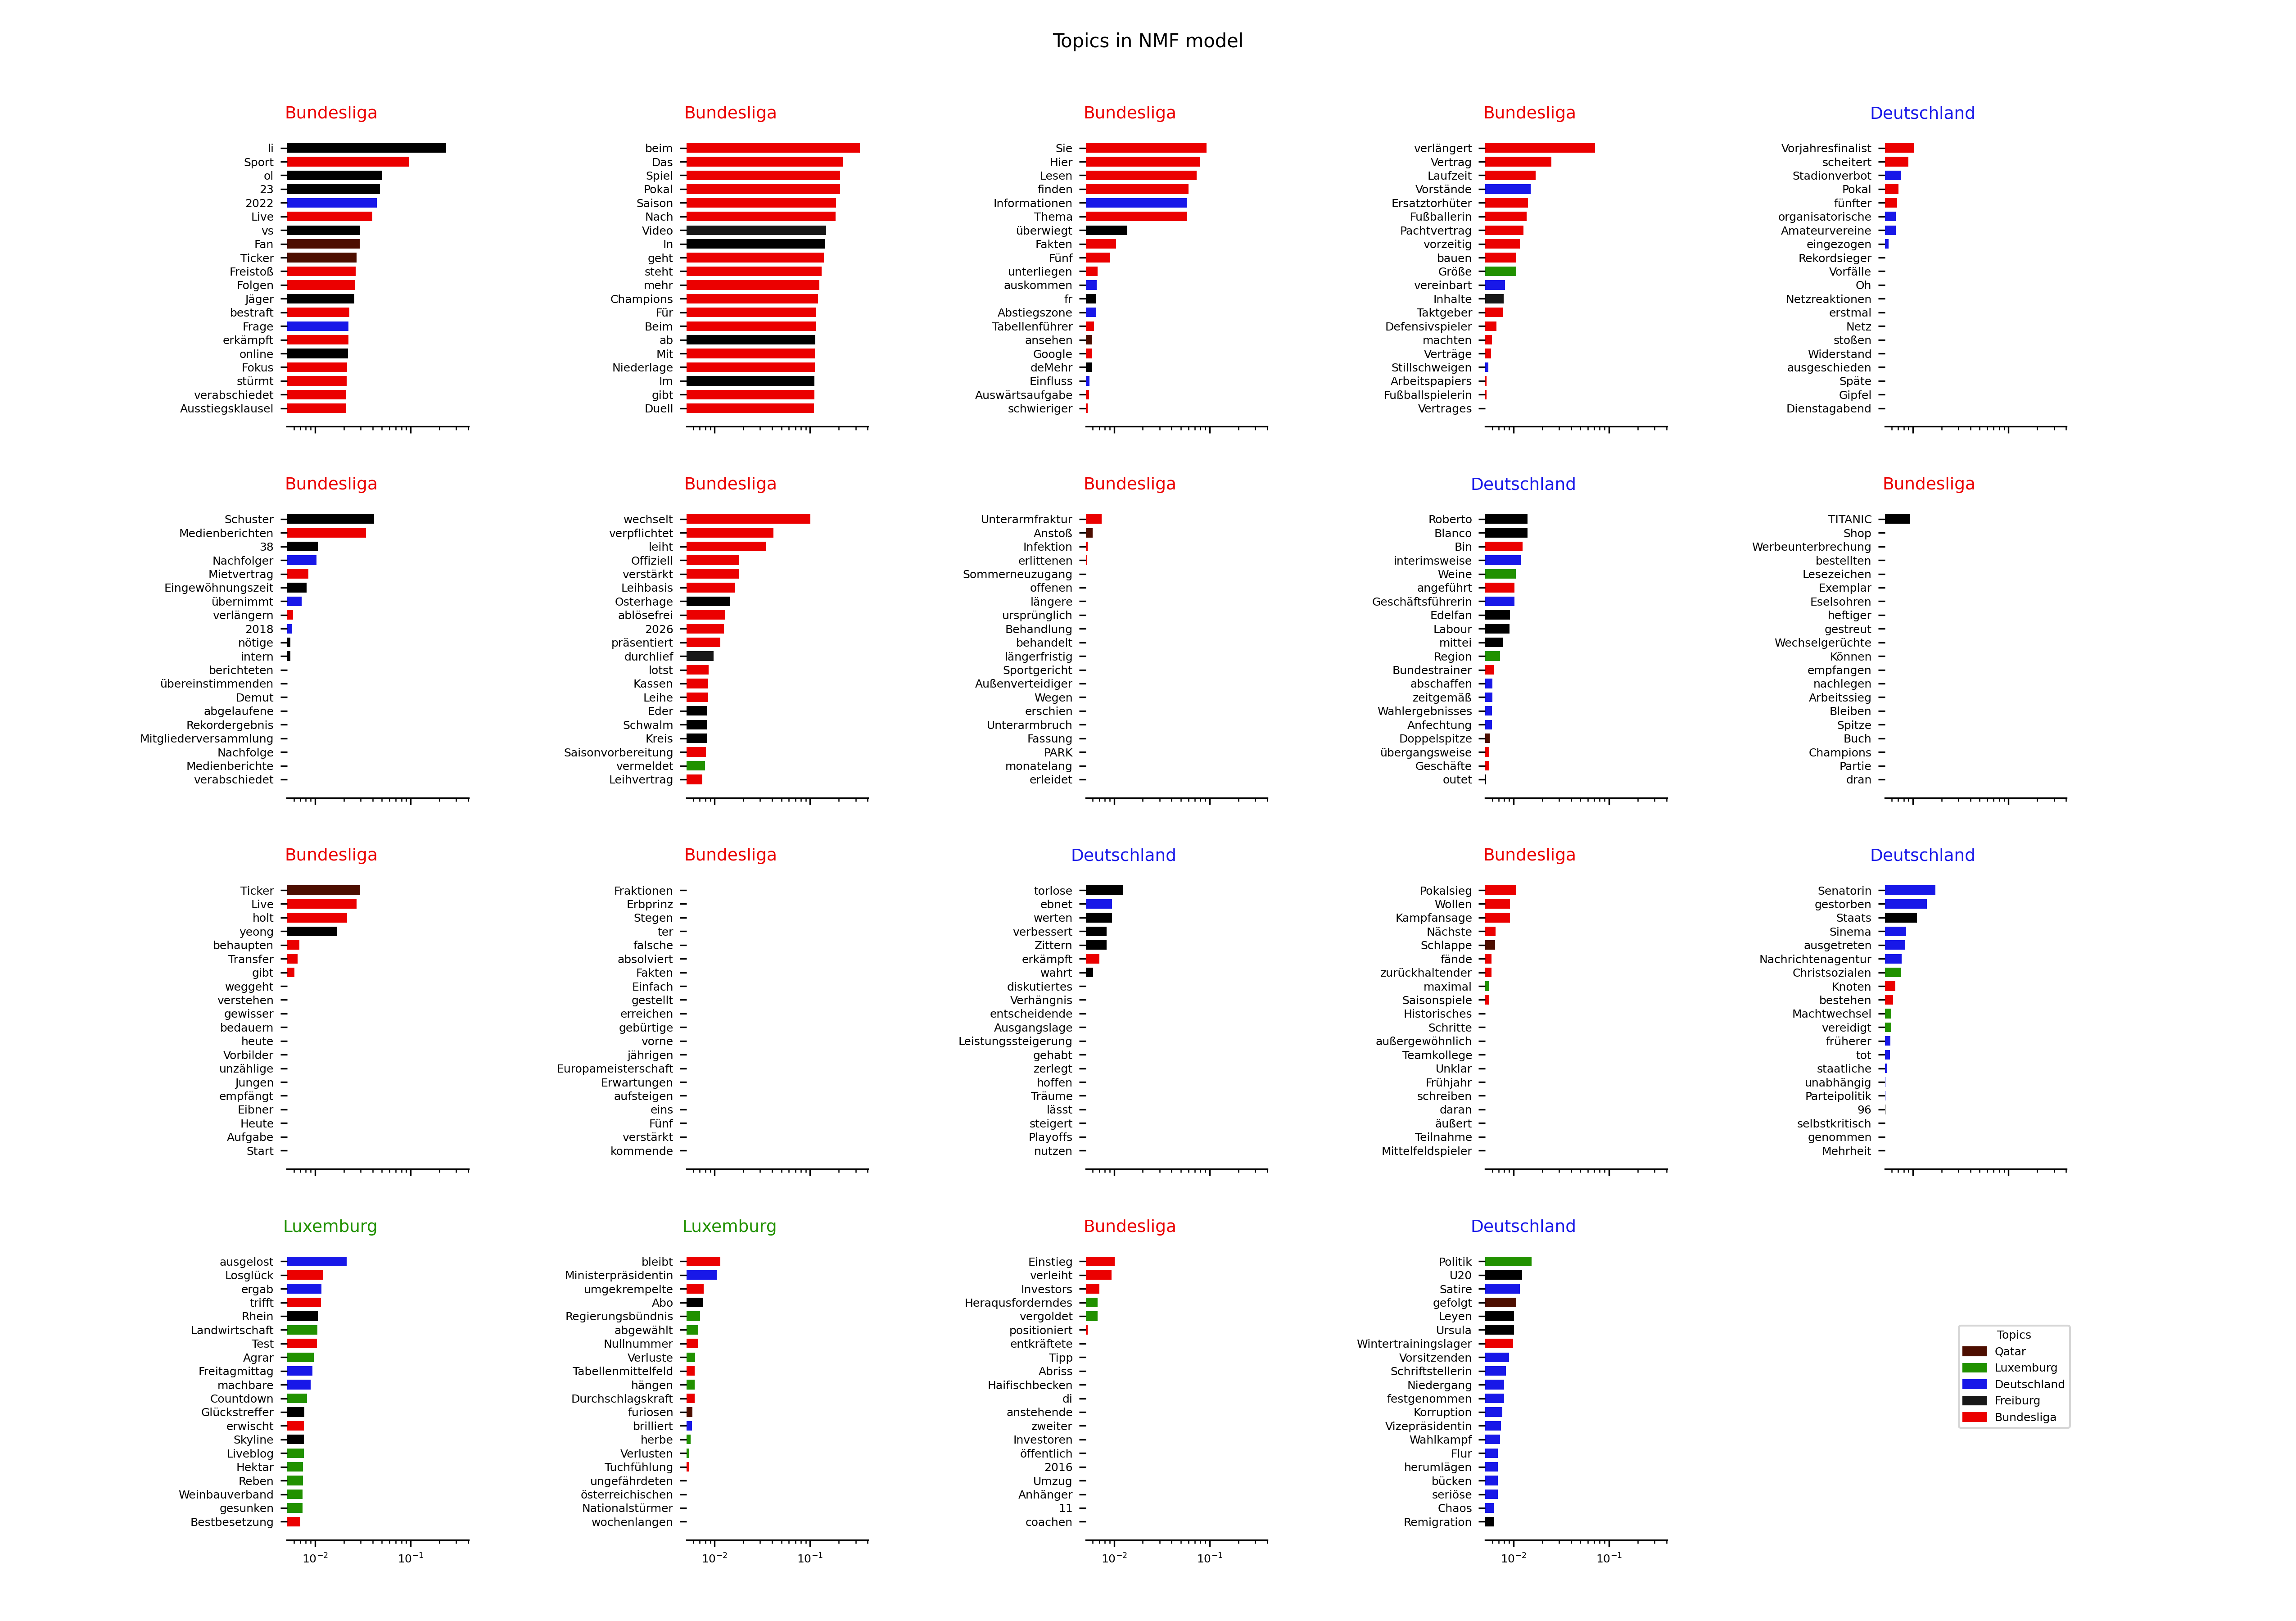 Topics in NMF model
Bundesliga
li
Sport
ol
23
2022
Live
vs
Fan
Ticker
Freistoß
Folgen
Jäger
bestraft
Frage
erkämpft
online
Fokus
stürmt
verabschiedet
Ausstiegsklausel
Bundesliga
beim
Das
Spiel
Pokal
Saison
Nach
Video
In
geht
steht
mehr
Champions
Für
Beim
ab
Mit
Niederlage
Im
gibt
Duell
Bundesliga
Sie
Hier
Lesen
finden
Informationen
Thema
überwiegt
Fakten
Fünf
unterliegen
auskommen
fr
Abstiegszone
Tabellenführer
ansehen
Google
deMehr
Einfluss
Auswärtsaufgabe
schwieriger
Bundesliga
verlängert
Vertrag
Laufzeit
Vorstände
Ersatztorhüter
Fußballerin
Pachtvertrag
vorzeitig
bauen
Größe
vereinbart
Inhalte
Taktgeber
Defensivspieler
machten
Verträge
Stillschweigen
Arbeitspapiers
Fußballspielerin
Vertrages
Deutschland
Vorjahresfinalist
scheitert
Stadionverbot
Pokal
fünfter
organisatorische
Amateurvereine
eingezogen
Rekordsieger
Vorfälle
Oh
Netzreaktionen
erstmal
Netz
stoßen
Widerstand
ausgeschieden
Späte
Gipfel
Dienstagabend
Bundesliga
Schuster
Medienberichten
38
Nachfolger
Mietvertrag
Eingewöhnungszeit
übernimmt
verlängern
2018
nötige
intern
berichteten
übereinstimmenden
Demut
abgelaufene
Rekordergebnis
Mitgliederversammlung
Nachfolge
Medienberichte
verabschiedet
Bundesliga
wechselt
verpflichtet
leiht
Offiziell
verstärkt
Leihbasis
Osterhage
ablösefrei
2026
präsentiert
durchlief
lotst
Kassen
Leihe
Eder
Schwalm
Kreis
Saisonvorbereitung
vermeldet
Leihvertrag
Bundesliga
Unterarmfraktur
Anstoß
Infektion
erlittenen
Sommerneuzugang
offenen
längere
ursprünglich
Behandlung
behandelt
längerfristig
Sportgericht
Außenverteidiger
Wegen
erschien
Unterarmbruch
Fassung
PARK
monatelang
erleidet
Deutschland
Roberto
Blanco
Bin
interimsweise
Weine
angeführt
Geschäftsführerin
Edelfan
Labour
mittei
Region
Bundestrainer
abschaffen
zeitgemäß
Wahlergebnisses
Anfechtung
Doppelspitze
übergangsweise
Geschäfte
outet
Bundesliga
TITANIC
Shop
Werbeunterbrechung
bestellten
Lesezeichen
Exemplar
Eselsohren
heftiger
gestreut
Wechselgerüchte
Können
empfangen
nachlegen
Arbeitssieg
Bleiben
Spitze
Buch
Champions
Partie
dran
Bundesliga
Ticker
Live
holt
yeong
behaupten
Transfer
gibt
weggeht
verstehen
gewisser
bedauern
heute
Vorbilder
unzählige
Jungen
empfängt
Eibner
Heute
Aufgabe
Start
Bundesliga
Fraktionen
Erbprinz
Stegen
ter
falsche
absolviert
Fakten
Einfach
gestellt
erreichen
gebürtige
vorne
jährigen
Europameisterschaft
Erwartungen
aufsteigen
eins
Fünf
verstärkt
kommende
Deutschland
torlose
ebnet
werten
verbessert
Zittern
erkämpft
wahrt
diskutiertes
Verhängnis
entscheidende
Ausgangslage
Leistungssteigerung
gehabt
zerlegt
hoffen
Träume
lässt
steigert
Playoffs
nutzen
Bundesliga
Pokalsieg
Wollen
Kampfansage
Nächste
Schlappe
fände
zurückhaltender
maximal
Saisonspiele
Historisches
Schritte
außergewöhnlich
Teamkollege
Unklar
Frühjahr
schreiben
daran
äußert
Teilnahme
Mittelfeldspieler
Deutschland
Senatorin
gestorben
Staats
Sinema
ausgetreten
Nachrichtenagentur
Christsozialen
Knoten
bestehen
Machtwechsel
vereidigt
früherer
tot
staatliche
unabhängig
Parteipolitik
96
selbstkritisch
genommen
Mehrheit
Luxemburg
ausgelost
Losglück
ergab
trifft
Rhein
Landwirtschaft
Test
Agrar
Freitagmittag
machbare
Countdown
Glückstreffer
erwischt
Skyline
Liveblog
Hektar
Reben
Weinbauverband
gesunken
Bestbesetzung
10⁻² 10⁻¹
Luxemburg
bleibt
Ministerpräsidentin
umgekrempelte
Abo
Regierungsbündnis
abgewählt
Nullnummer
Verluste
Tabellenmittelfeld
hängen
Durchschlagskraft
furiosen
brilliert
herbe
Verlusten
Tuchfühlung
ungefährdeten
österreichischen
Nationalstürmer
wochenlangen
10⁻² 10⁻¹
Bundesliga
Einstieg
verleiht
Investors
Heraqusforderndes
vergoldet
positioniert
entkräftete
Tipp
Abriss
Haifischbecken
di
anstehende
zweiter
Investoren
öffentlich
2016
Umzug
Anhänger
11
coachen
10⁻² 10⁻¹
Deutschland
Politik
U20
Satire
gefolgt
Leyen
Ursula
Wintertrainingslager
Vorsitzenden
Schriftstellerin
Niedergang
festgenommen
Korruption
Vizepräsidentin
Wahlkampf
Flur
herumlägen
bücken
seriöse
Chaos
Remigration
10⁻² 10⁻¹
Topics
Qatar
Luxemburg
Deutschland
Freiburg
Bundesliga